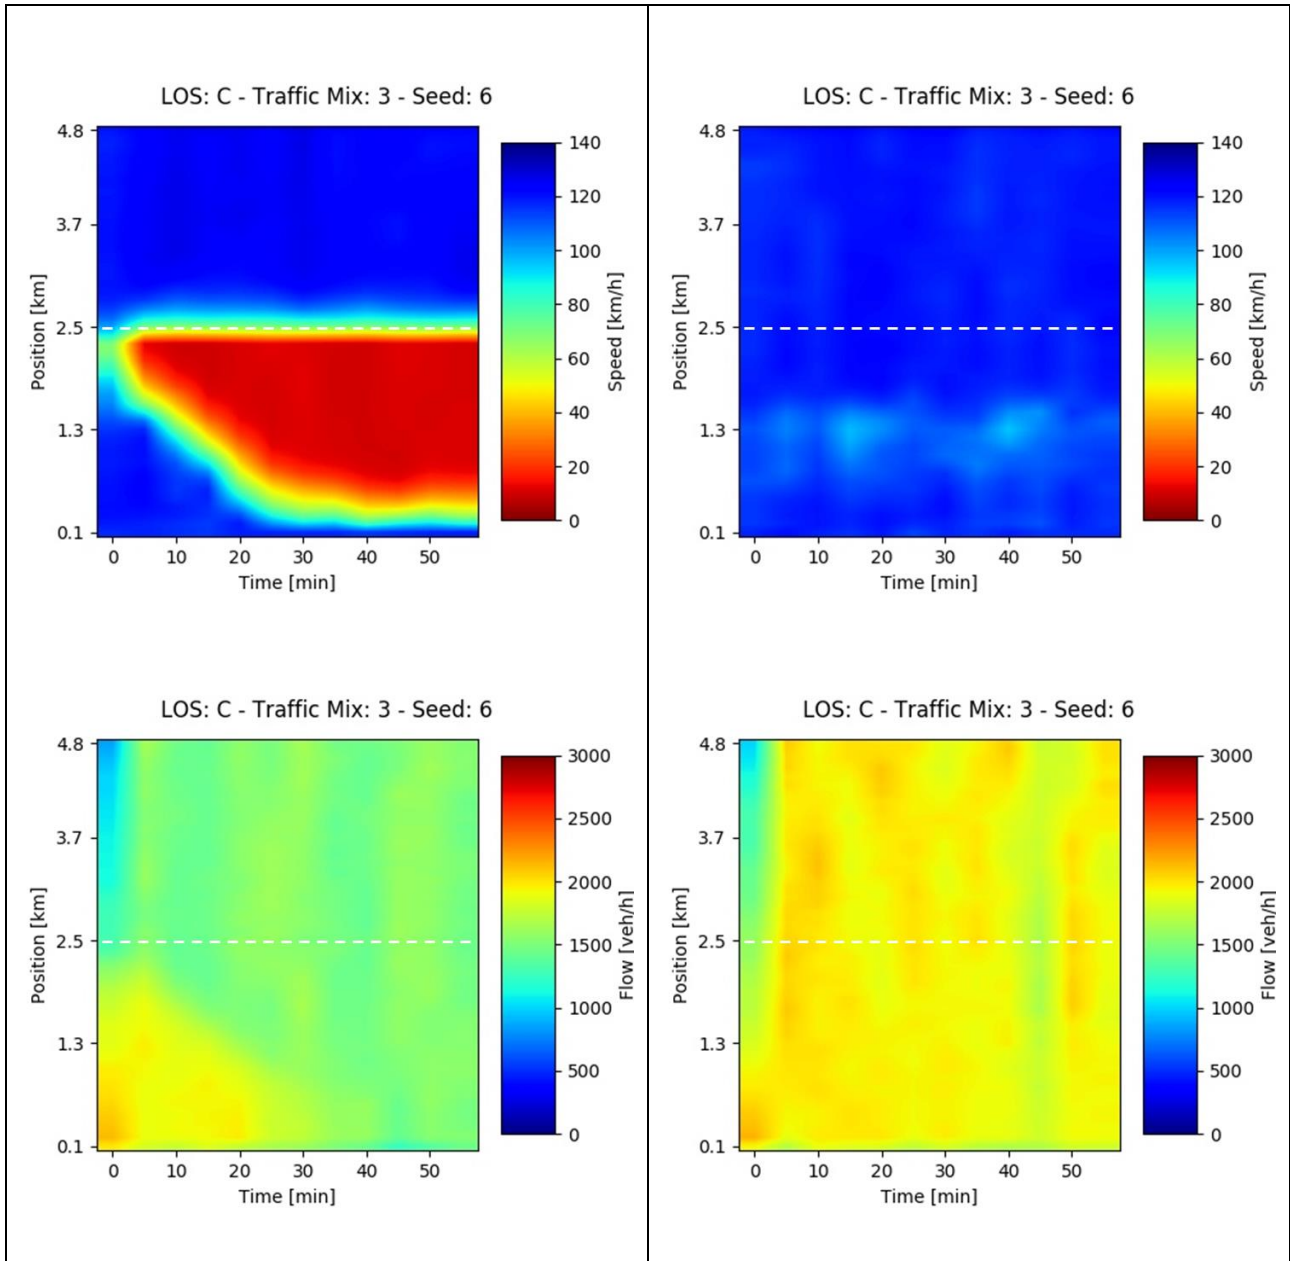 LOS: C - Traffic Mix: 3 - Seed: 6
4.8
3.7
2.5
1.3
0.1
Position [km]
0 10 20 30 40 50
Time [min]
140
120
100
80
60
40
20
0
Speed [km/h]
LOS: C - Traffic Mix: 3 - Seed: 6
4.8
3.7
2.5
1.3
0.1
Position [km]
0 10 20 30 40 50
Time [min]
140
120
100
80
60
40
20
0
Speed [km/h]
LOS: C - Traffic Mix: 3 - Seed: 6
4.8
3.7
2.5
1.3
0.1
Position [km]
0 10 20 30 40 50
Time [min]
3000
2500
2000
1500
1000
500
0
Flow [veh/h]
LOS: C - Traffic Mix: 3 - Seed: 6
4.8
3.7
2.5
1.3
0.1
Position [km]
0 10 20 30 40 50
Time [min]
3000
2500
2000
1500
1000
500
0
Flow [veh/h]